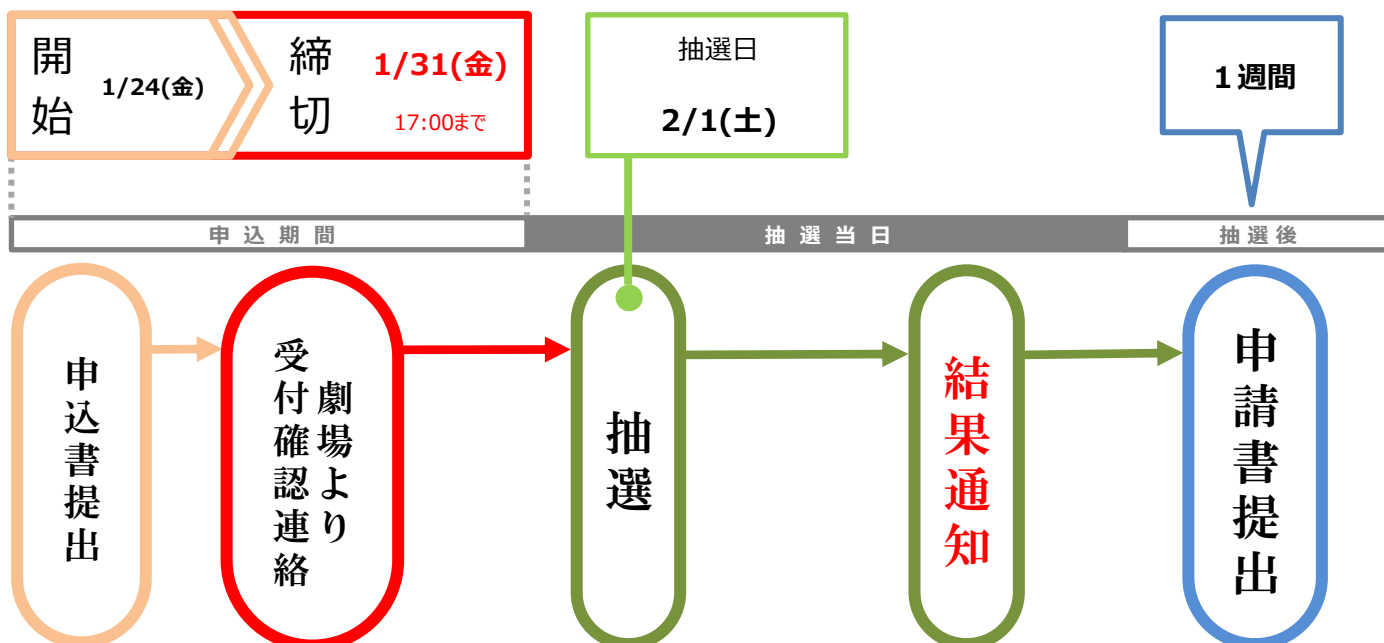 開始
1/24(金)
締切
1/31(金)
17:00まで
抽選日
2/1(土)
１週間
申込期間
抽選当日
抽選後
申込書提出
劇場より
受付確認連絡
抽選
結果通知
申請書提出